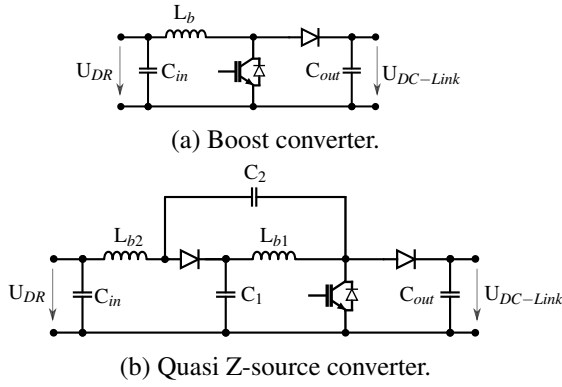 L_b
U_DR C_in C_out U_DC−Link
(a) Boost converter.
C_2
L_b2 L_b1
U_DR C_in C_1 C_out U_DC−Link
(b) Quasi Z-source converter.